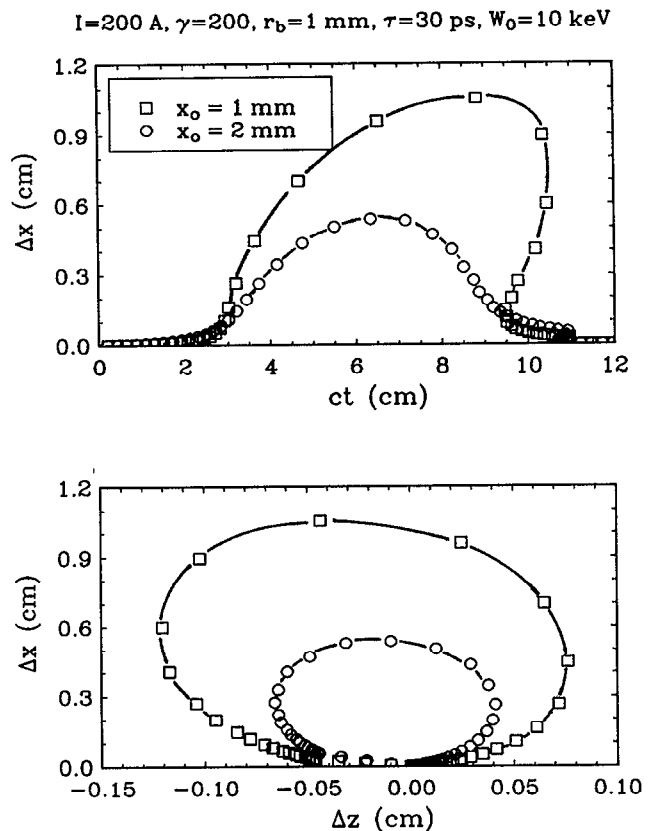 I=200 A, γ=200, r_b=1 mm, τ=30 ps, W_0=10 keV
1.2
0.9
0.6
0.3
0.0
Δx (cm)
□ x_o = 1 mm
○ x_o = 2 mm
0 2 4 6 8 10 12
ct (cm)
1.2
0.9
0.6
0.3
0.0
Δx (cm)
−0.15 −0.10 −0.05 0.00 0.05 0.10
Δz (cm)